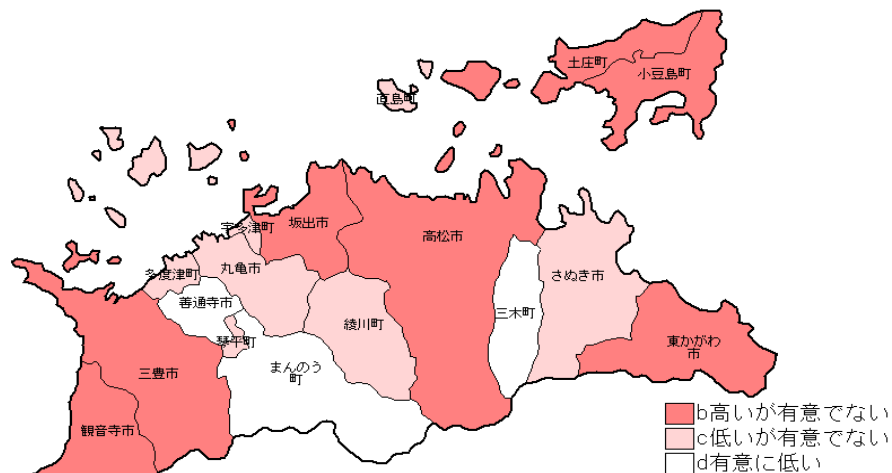 土庄町
小豆島町
直島町
宇多津町
坂出市
高松市
多度津町
丸亀市
さぬき市
善通寺市
綾川町
三木町
琴平町
まんのう
町
東かがわ
市
三豊市
観音寺市
b高いが有意でない
c低いが有意でない
d有意に低い